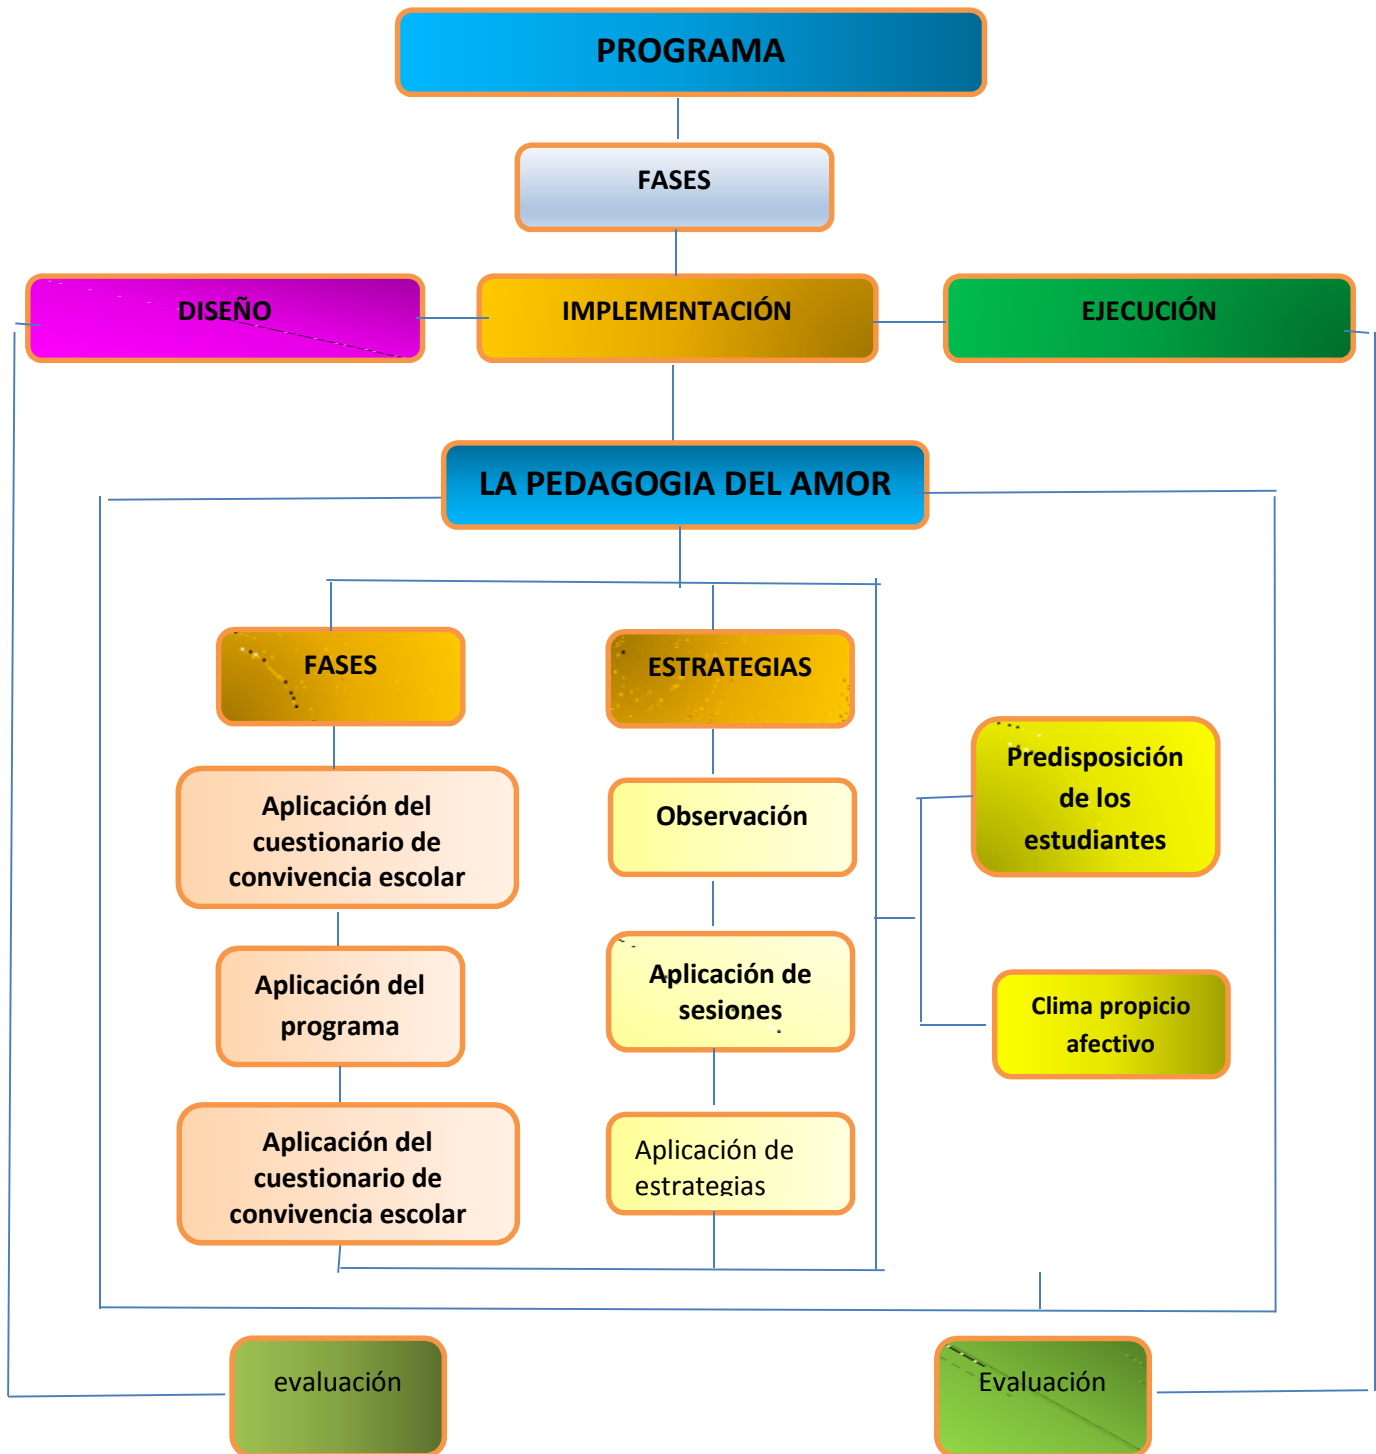 PROGRAMA
FASES
DISEÑO
IMPLEMENTACIÓN
EJECUCIÓN
LA PEDAGOGIA DEL AMOR
FASES
ESTRATEGIAS
Aplicación del
cuestionario de
convivencia escolar
Observación
Predisposición
de los
estudiantes
Aplicación del
programa
Aplicación de
sesiones
Clima propicio
afectivo
Aplicación del
cuestionario de
convivencia escolar
Aplicación de
estrategias
evaluación
Evaluación